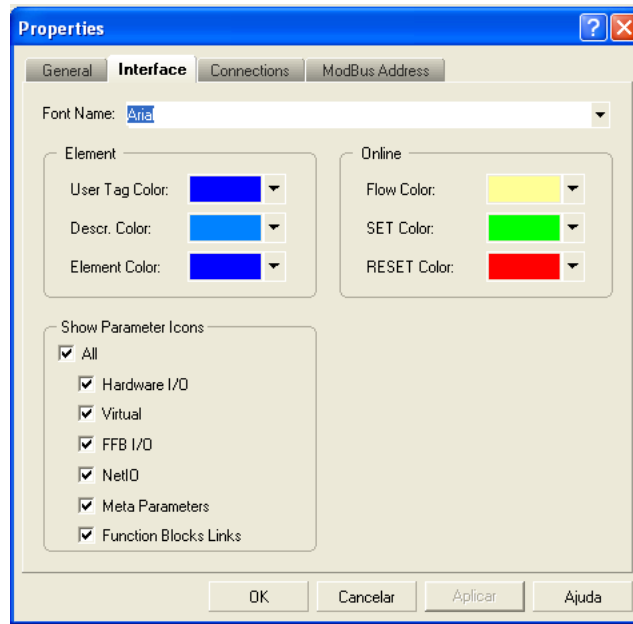 Properties
General Interface Connections ModBus Address
Font Name: Arial
Element
User Tag Color:
Descr. Color:
Element Color:
Online
Flow Color:
SET Color:
RESET Color:
Show Parameter Icons
All
Hardware I/O
Virtual
FFB I/O
NetIO
Meta Parameters
Function Blocks Links
OK Cancelar Aplicar Ajuda